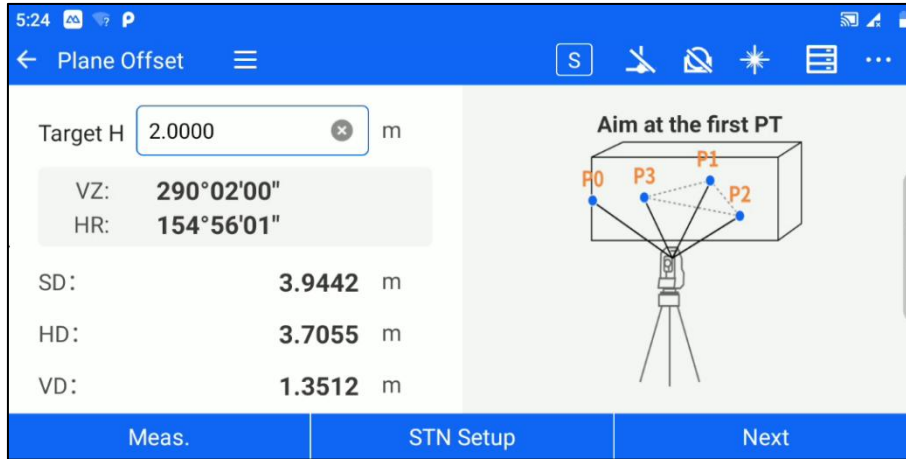 5:24
Plane Offset
S
Target H 2.0000 m
VZ: 290°02'00"
HR: 154°56'01"
SD: 3.9442 m
HD: 3.7055 m
VD: 1.3512 m
Aim at the first PT
P1
P0 P3
P2
Meas. STN Setup Next